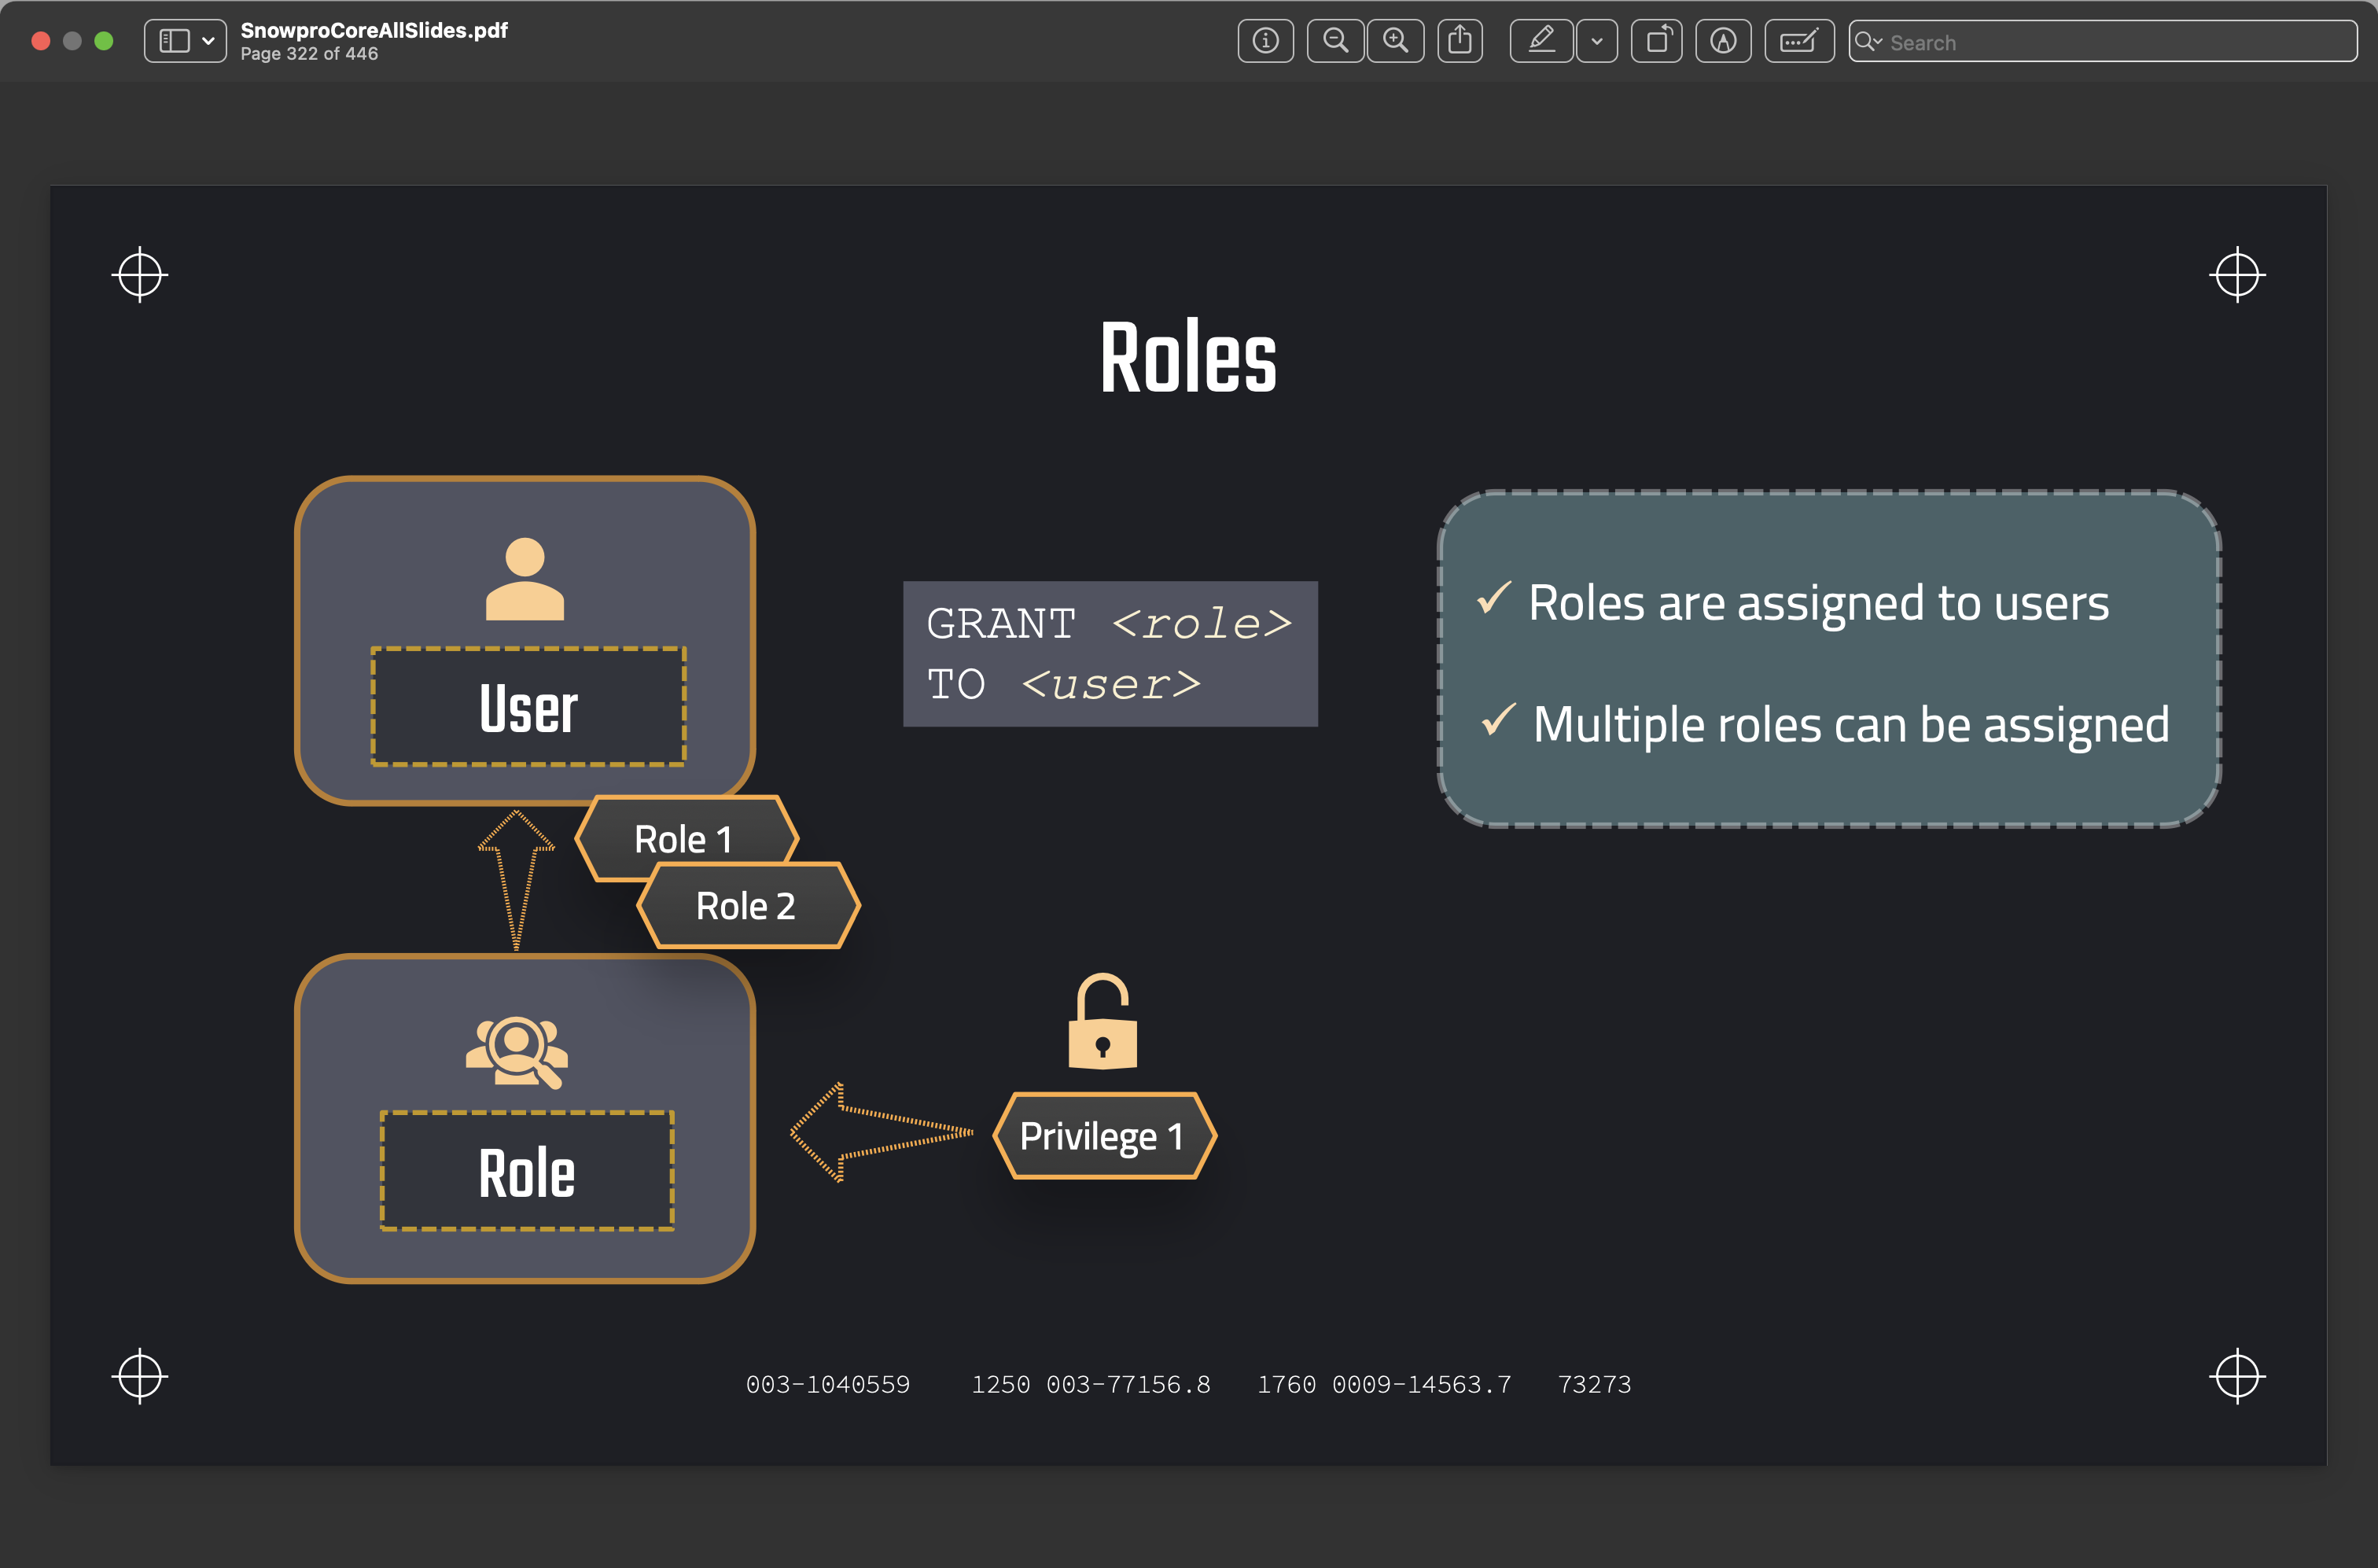 SnowproCoreAllSlides.pdf
Page 322 of 446
Search
Roles
User
GRANT <role>
TO <user>
✓ Roles are assigned to users
✓ Multiple roles can be assigned
Role 1
Role 2
Role
Privilege 1
003-1040559 1250 003-77156.8 1760 0009-14563.7 73273